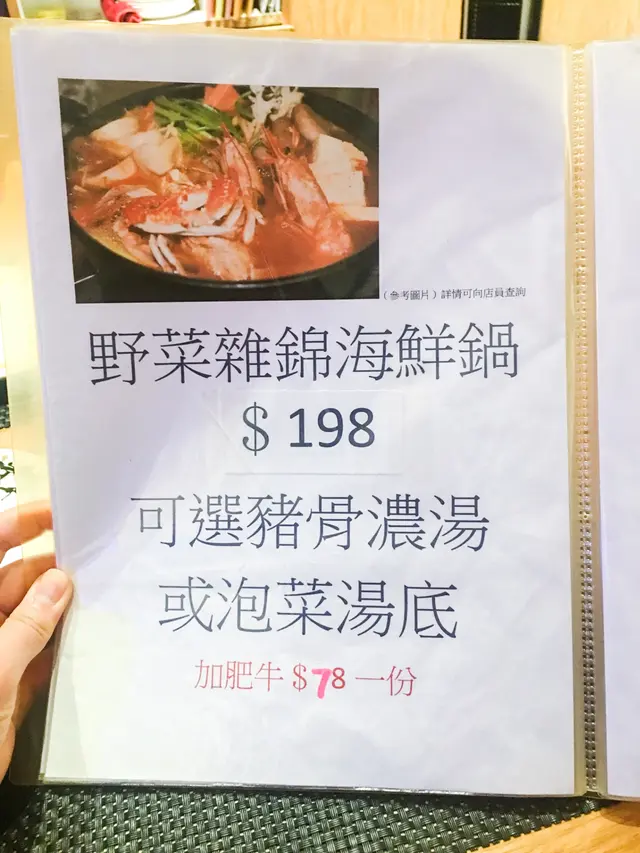 （參考圖片）詳情可向店員查詢
野菜雜錦海鮮鍋
$ 198
可選豬骨濃湯
或泡菜湯底
加肥牛 $78 一份